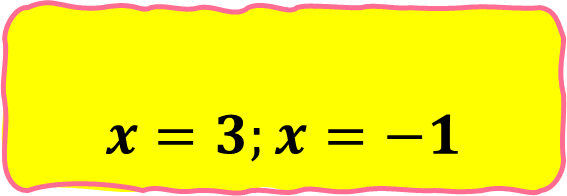 x = 3; x = −1